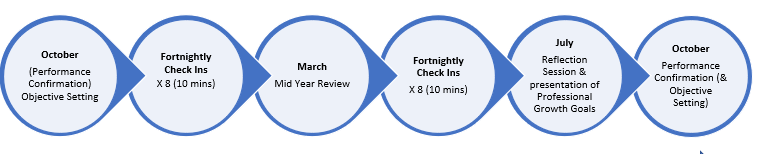 October
(Performance
Confirmation)
Objective Setting
Fortnightly
Check Ins
X 8 (10 mins)
March
Mid Year Review
Fortnightly
Check Ins
X 8 (10 mins)
July
Reflection
Session &
presentation of
Professional
Growth Goals
October
Performance
Confirmation (&
Objective
Setting)